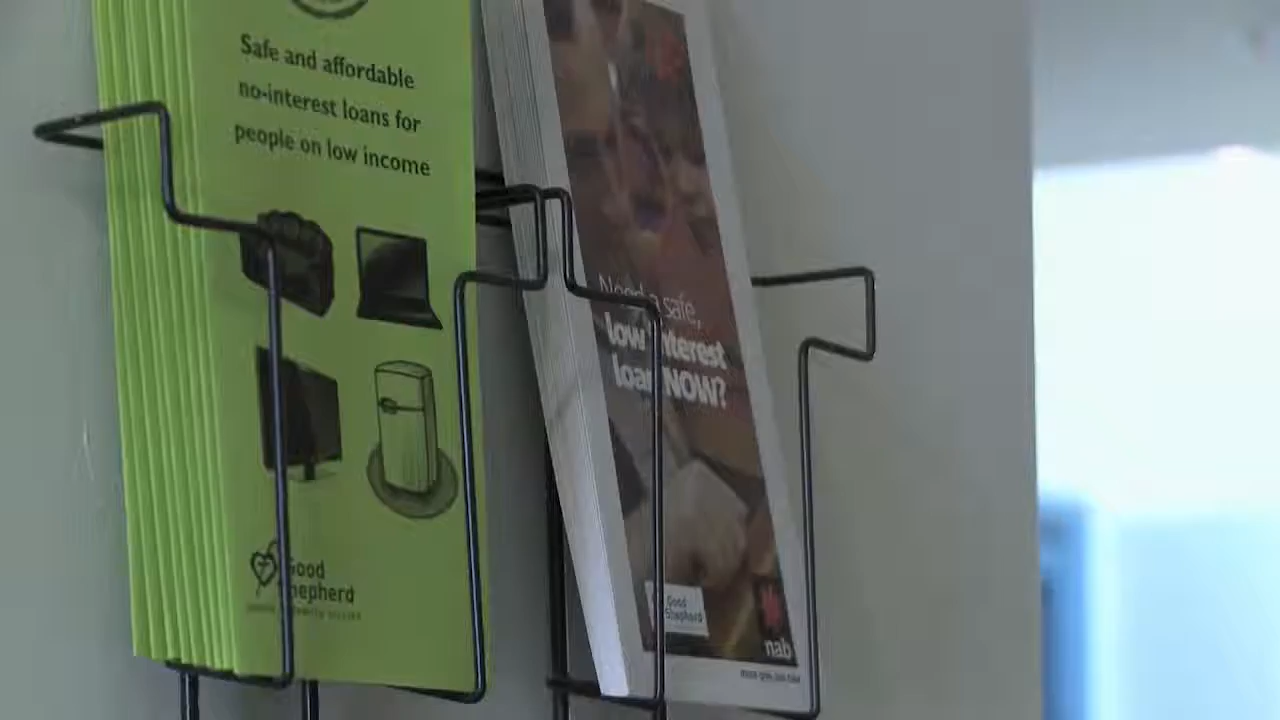 Safe and affordable
no-interest loans for
people on low income
Good
Shepherd
Need a safe,
low interest
loan NOW?
Good
Shepherd
nab